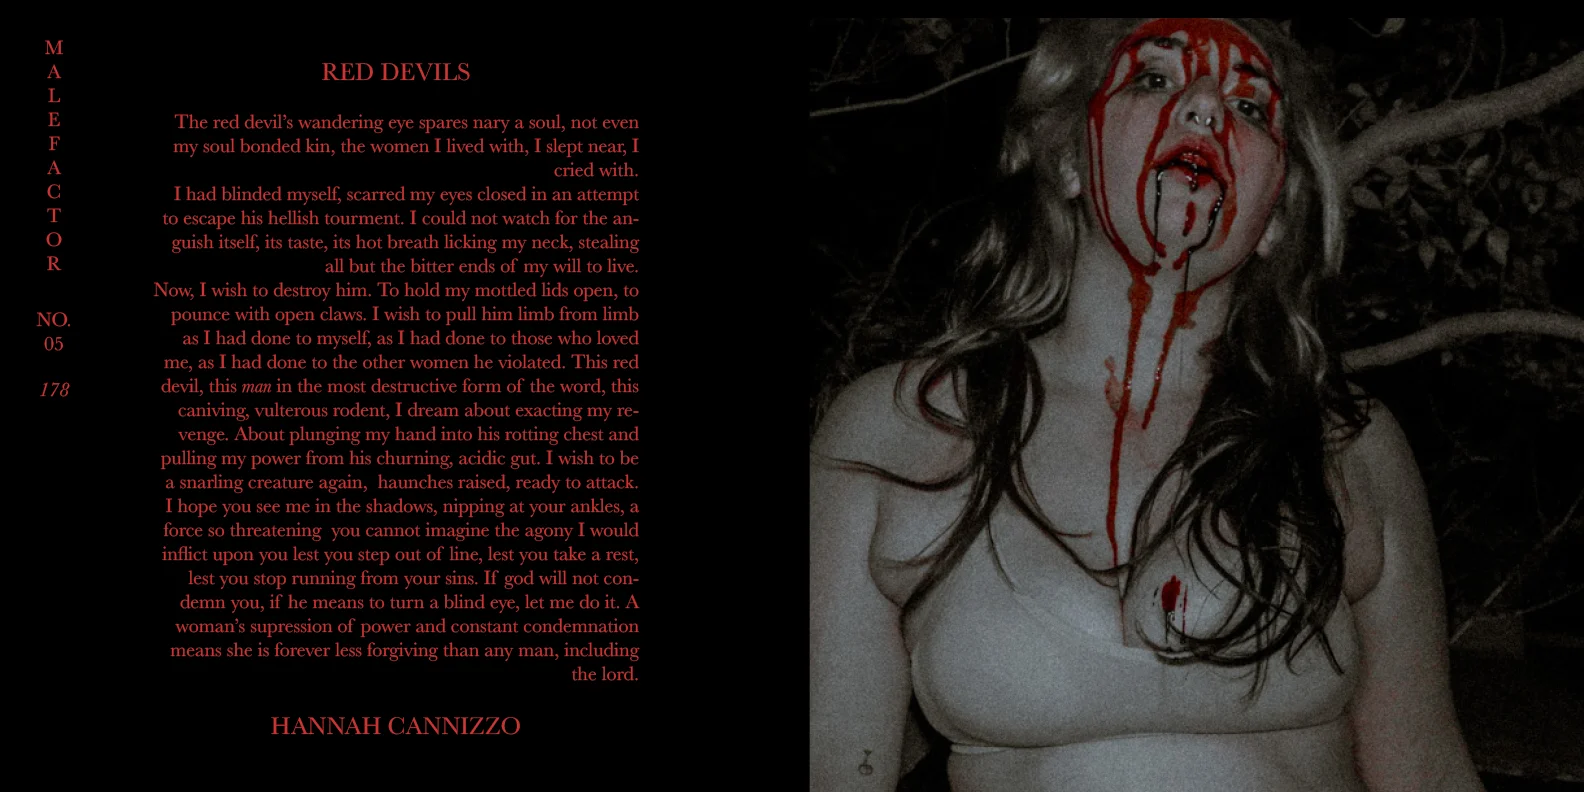 MALEFACTOR
NO.
05
178
RED DEVILS
The red devil’s wandering eye spares nary a soul, not even
my soul bonded kin, the women I lived with, I slept near, I
cried with.
I had blinded myself, scarred my eyes closed in an attempt
to escape his hellish tourment. I could not watch for the an-
guish itself, its taste, its hot breath licking my neck, stealing
all but the bitter ends of my will to live.
Now, I wish to destroy him. To hold my mottled lids open, to
pounce with open claws. I wish to pull him limb from limb
as I had done to myself, as I had done to those who loved
me, as I had done to the other women he violated. This red
devil, this man in the most destructive form of the word, this
caniving, vulterous rodent, I dream about exacting my re-
venge. About plunging my hand into his rotting chest and
pulling my power from his churning, acidic gut. I wish to be
a snarling creature again,  haunches raised, ready to attack.
I hope you see me in the shadows, nipping at your ankles, a
force so threatening  you cannot imagine the agony I would
inflict upon you lest you step out of line, lest you take a rest,
lest you stop running from your sins. If god will not con-
demn you, if he means to turn a blind eye, let me do it. A
woman’s supression of power and constant condemnation
means she is forever less forgiving than any man, including
the lord.
HANNAH CANNIZZO